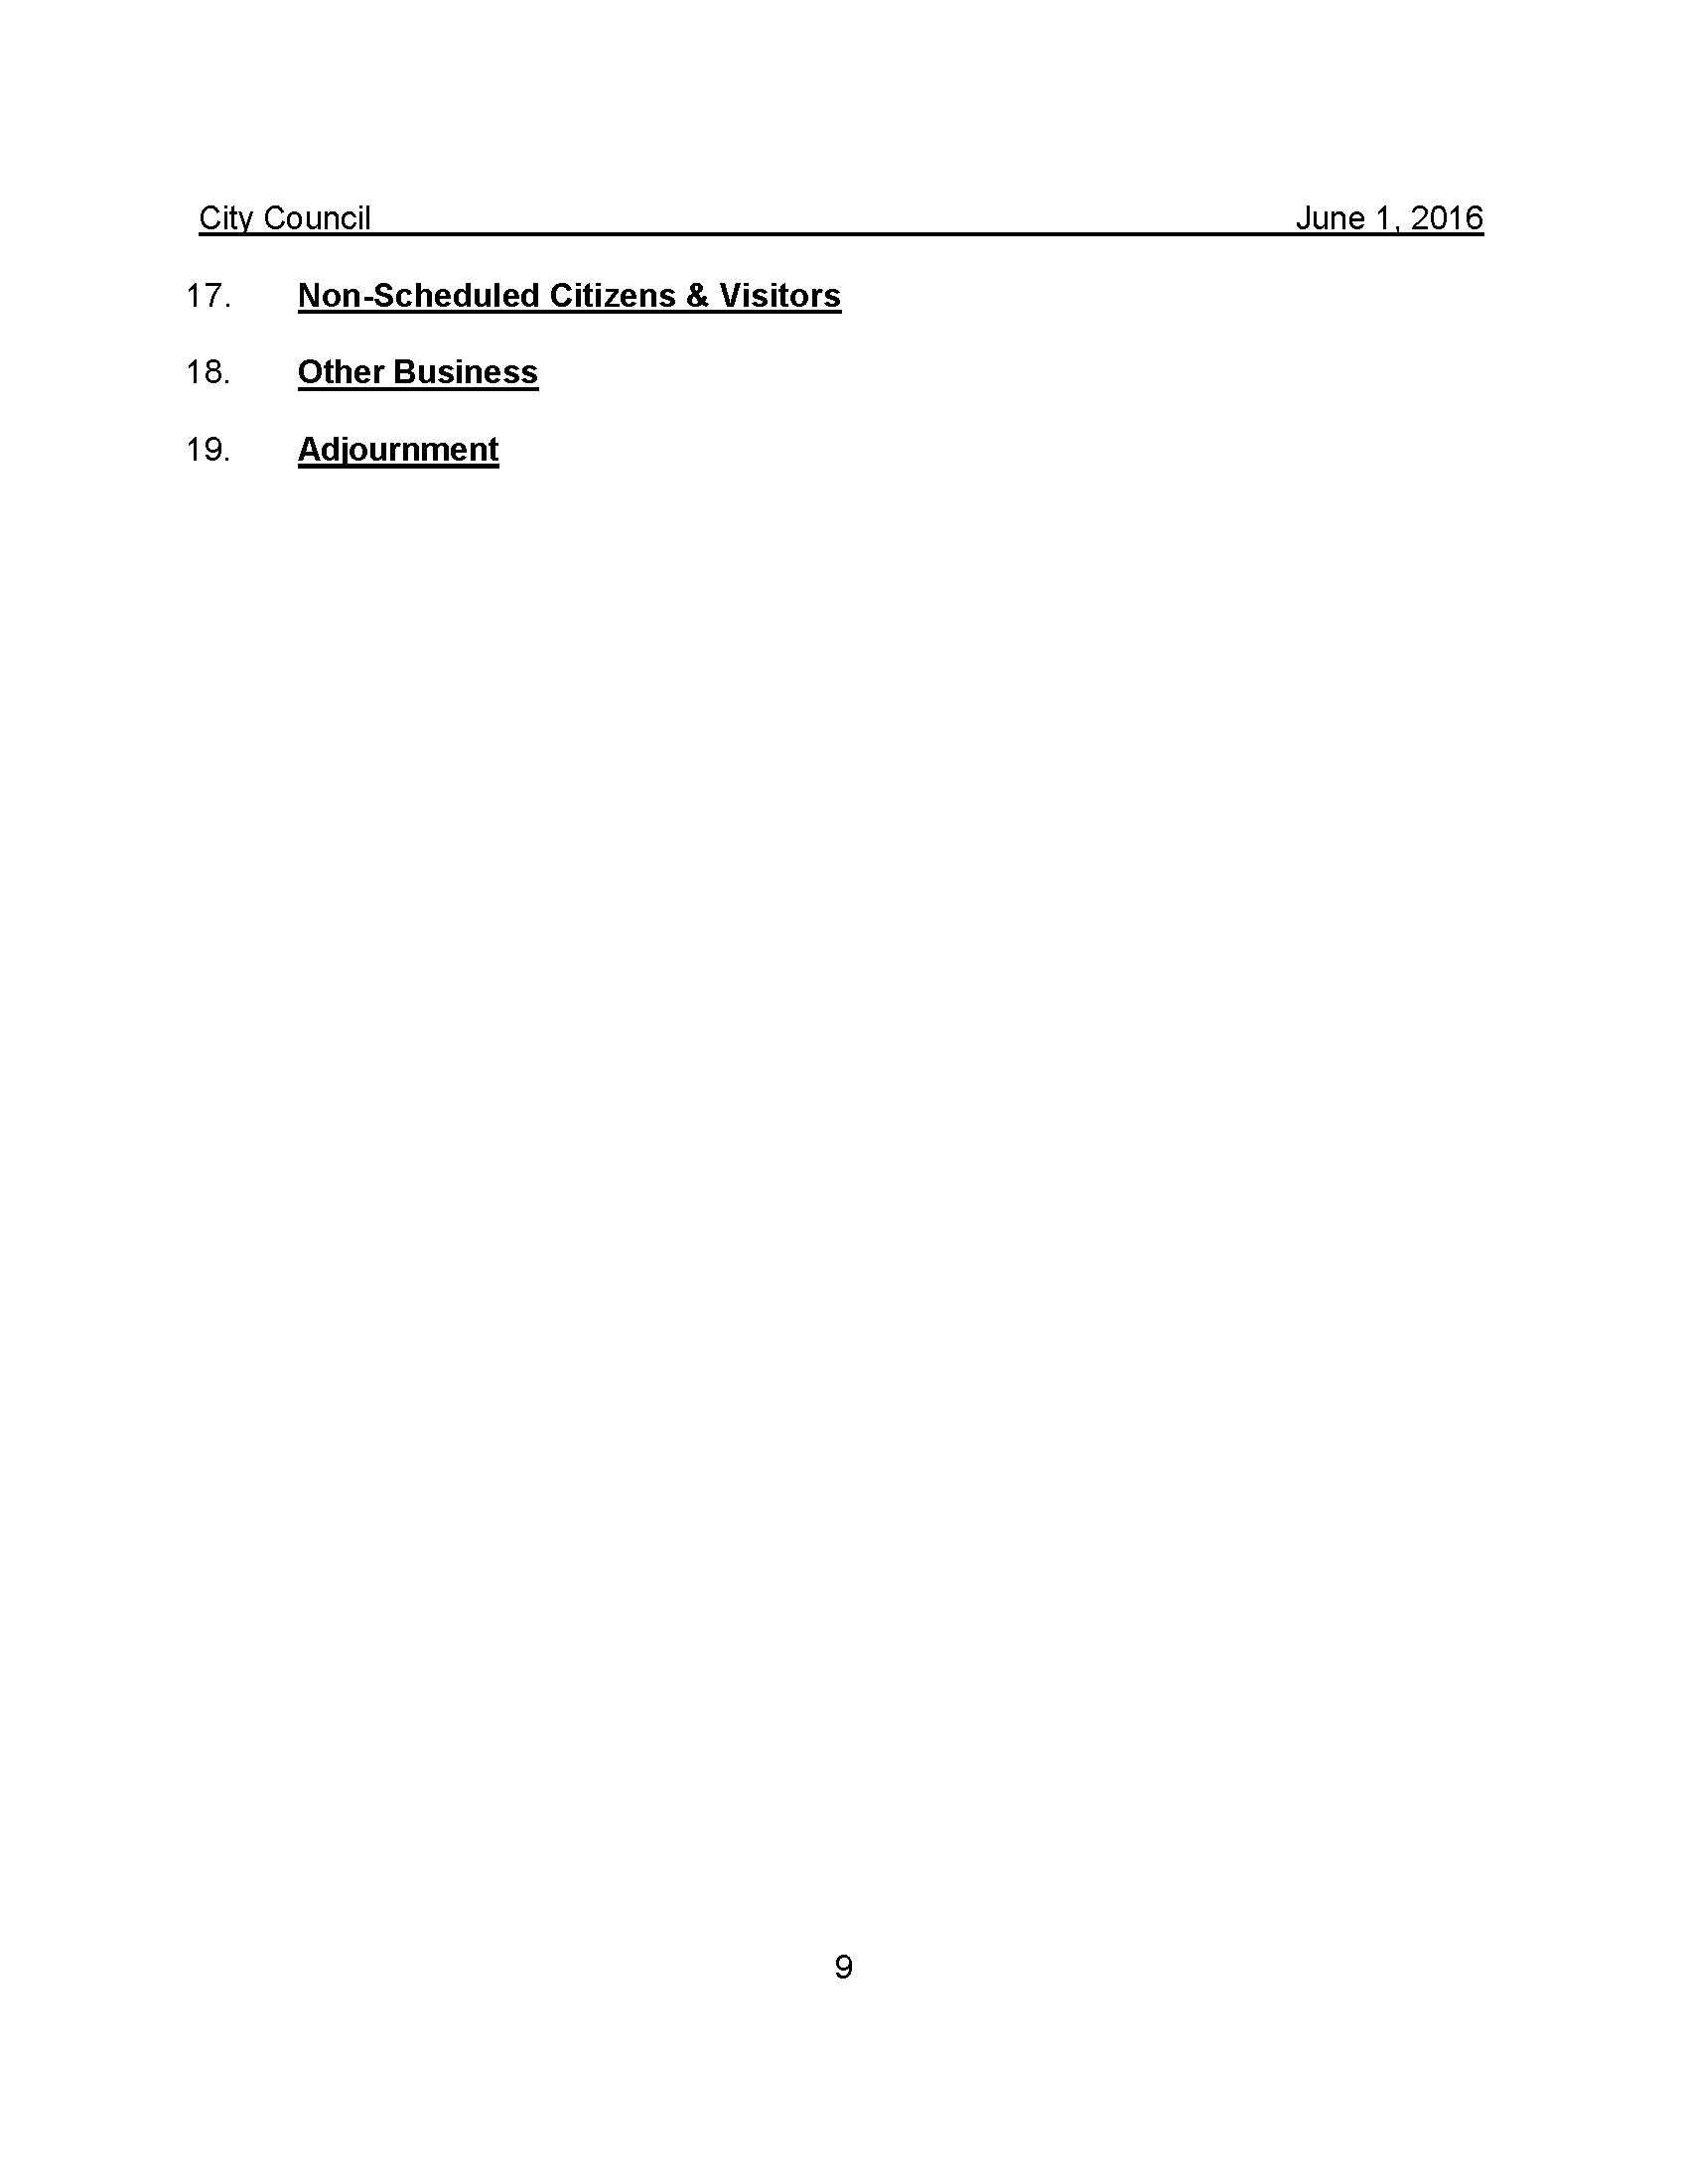 City Council June 1, 2016
17. Non-Scheduled Citizens & Visitors
18. Other Business
19. Adjournment
9